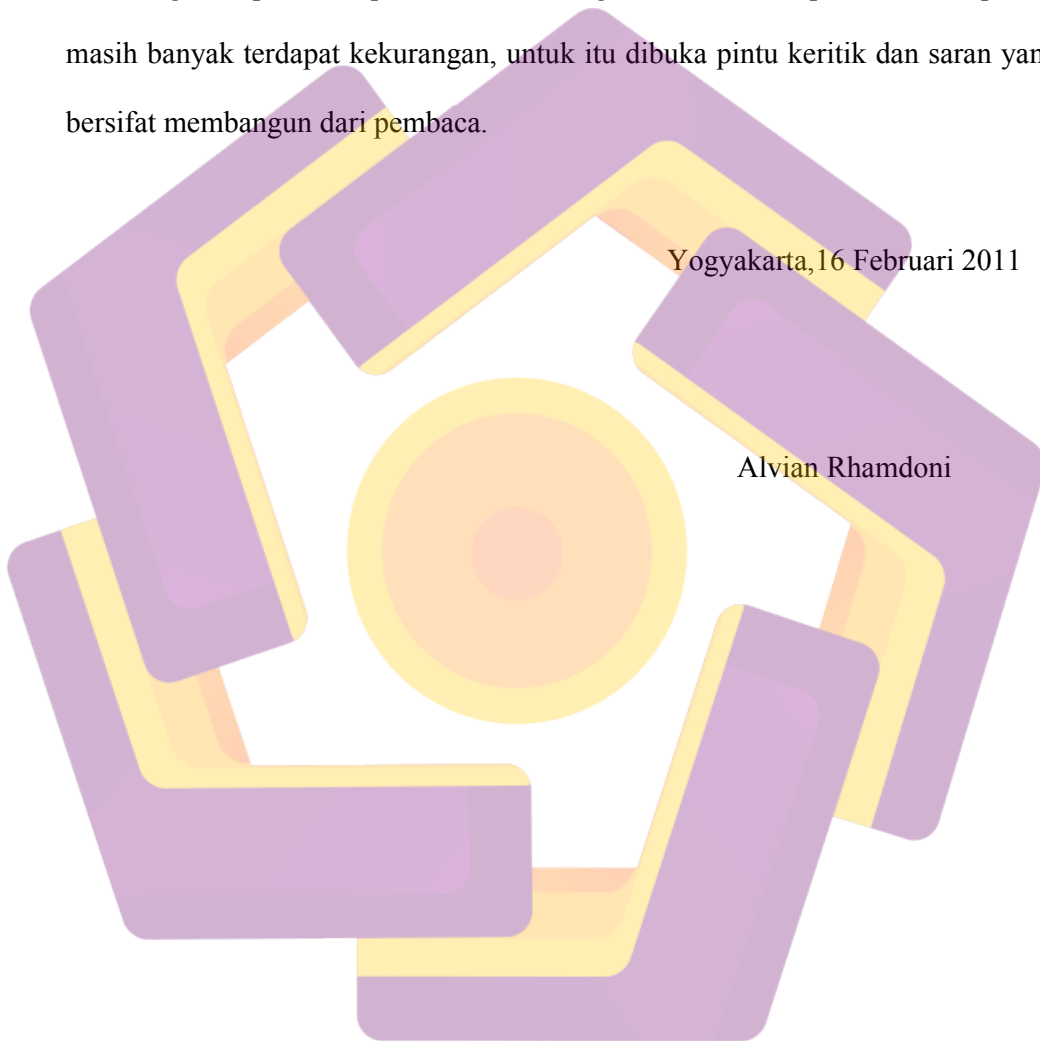 masih banyak terdapat kekurangan, untuk itu dibuka pintu keritik dan saran yan
bersifat membangun dari pembaca.
Yogyakarta,16 Februari 2011
Alvian Rhamdoni